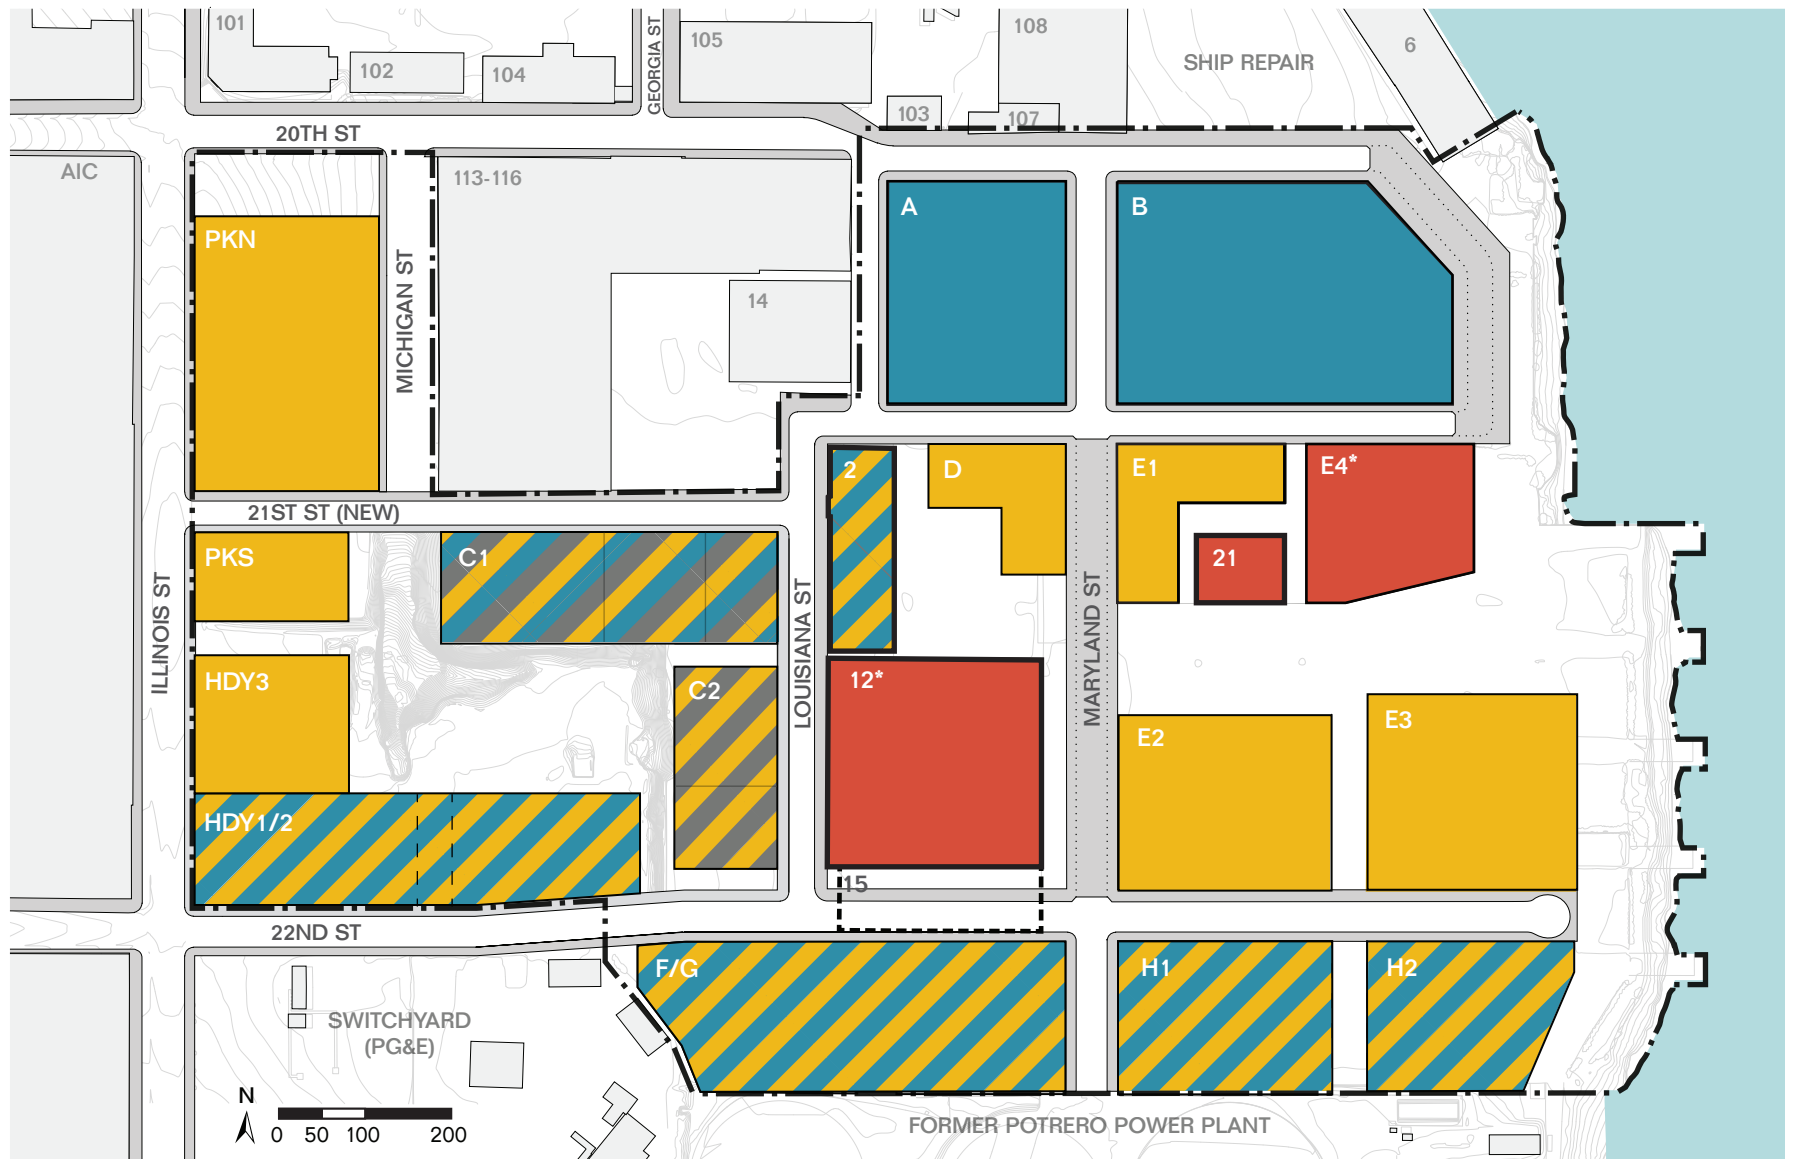 101
102
104
GEORGIA ST
105
103
107
108
SHIP REPAIR
6
20TH ST
AIC
113-116
14
A
B
PKN
MICHIGAN ST
21ST ST (NEW)
2
D
E1
E4*
21
PKS
C1
ILLINOIS ST
LOUISIANA ST
MARYLAND ST
HDY3
C2
12*
E2
E3
HDY1/2
15
22ND ST
F/G
H1
H2
SWITCHYARD
(PG&E)
N
0 50 100 200
FORMER POTRERO POWER PLANT